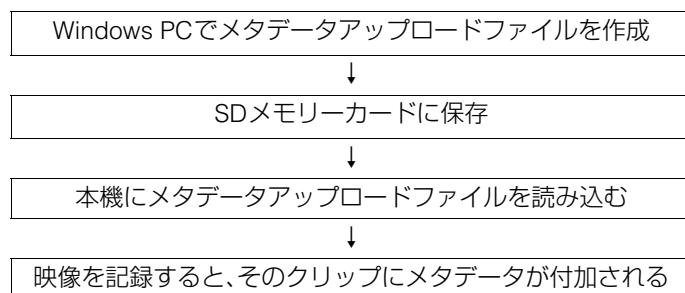 Windows PCでメタデータアップロードファイルを作成
↓
SDメモリーカードに保存
↓
本機にメタデータアップロードファイルを読み込む
↓
映像を記録すると、そのクリップにメタデータが付加される